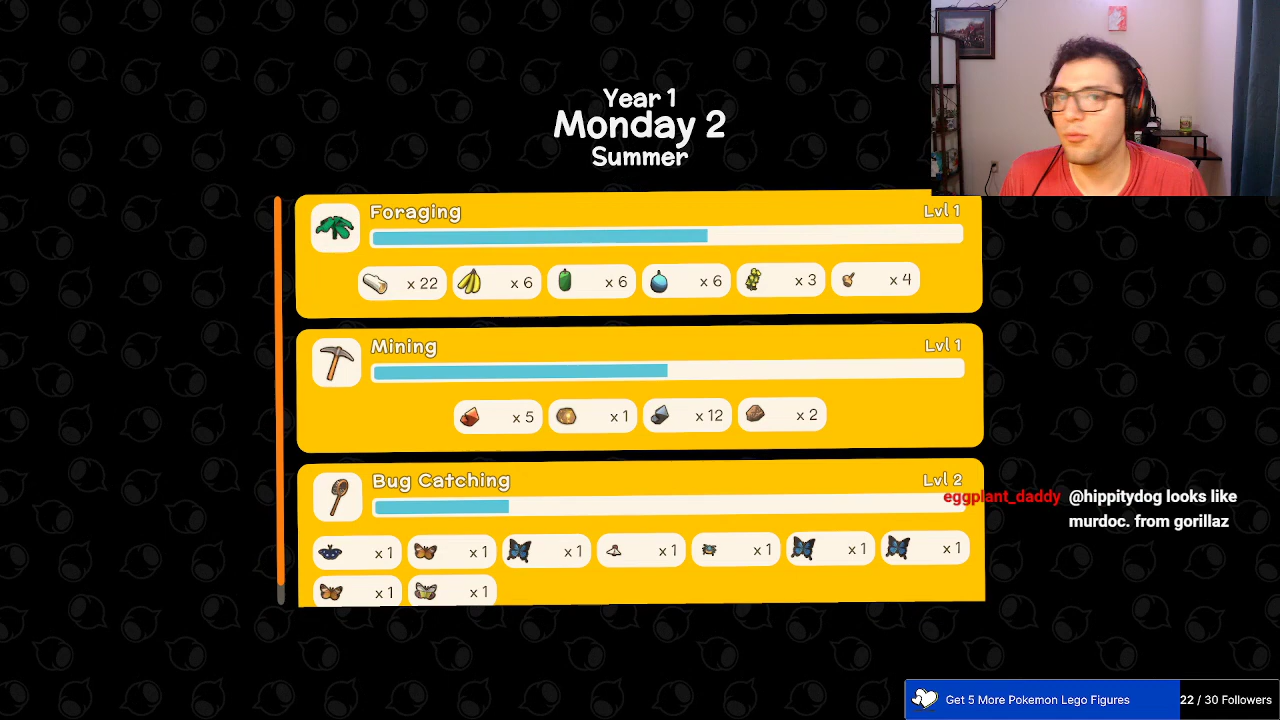 Year 1
Monday 2
Summer
Foraging Lvl 1
x 22 x 6 x 6 x 6 x 3 x 4
Mining Lvl 1
x 5 x 1 x 12 x 2
Bug Catching Lvl 2
x 1 x 1 x 1 x 1 x 1 x 1 x 1
x 1 x 1
eggplant_daddy @hippitydog looks like
murdoc. from gorillaz
Get 5 More Pokemon Lego Figures 22 / 30 Followers